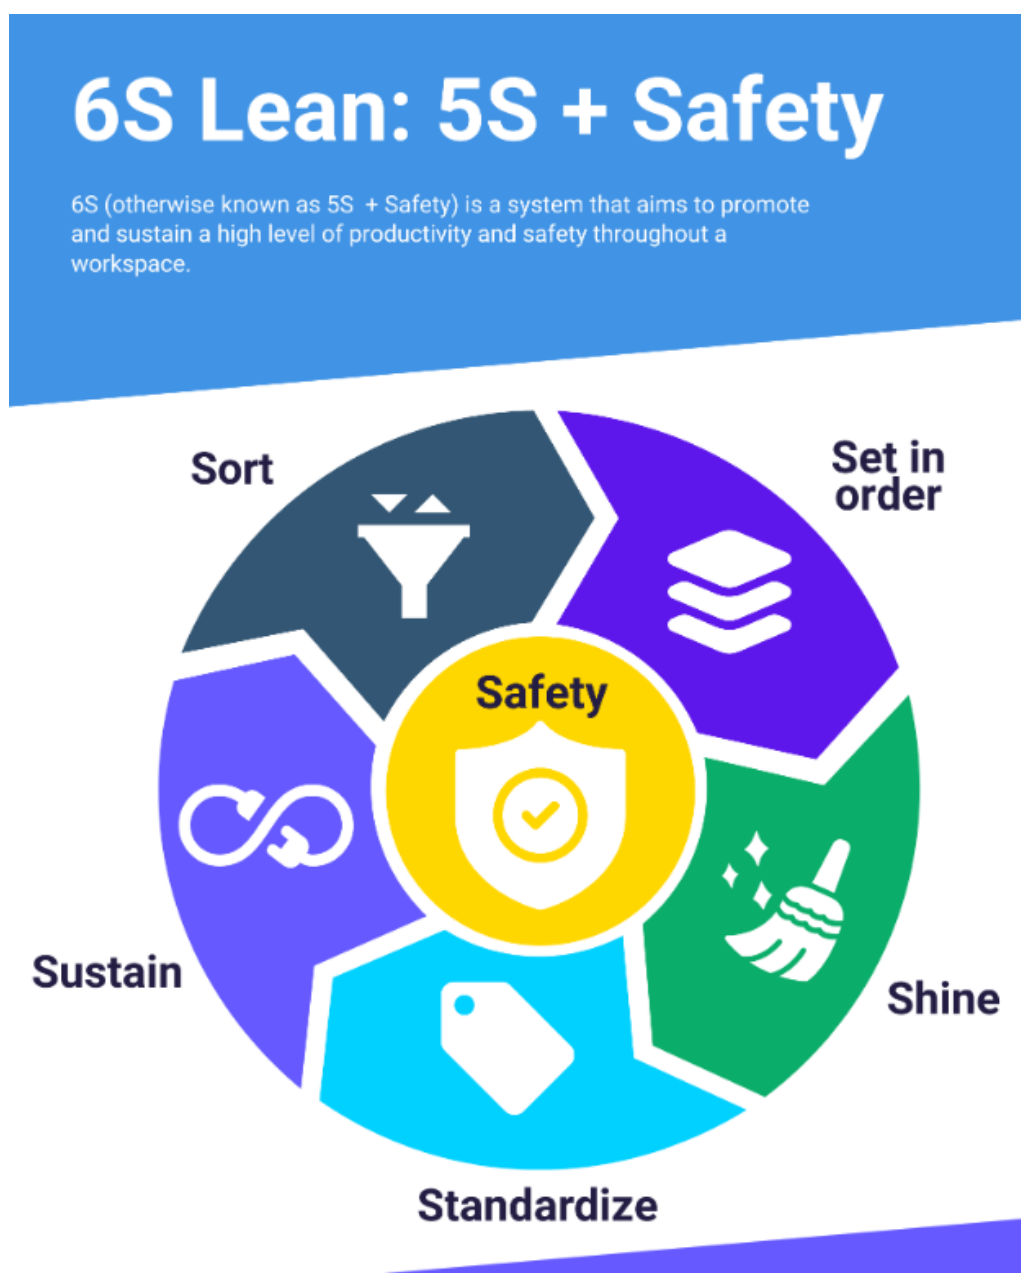 6S Lean: 5S + Safety
6S (otherwise known as 5S  + Safety) is a system that aims to promote
and sustain a high level of productivity and safety throughout a
workspace.
Sort
Set in
order
Safety
Sustain
Shine
Standardize